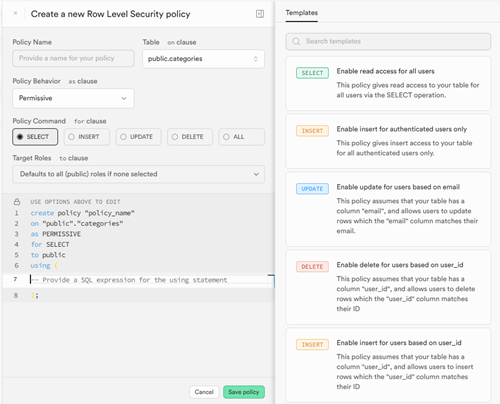 Create a new Row Level Security policy
Policy Name
Provide a name for your policy
Table on clause
public.categories
Policy Behavior as clause
Permissive
Policy Command for clause
SELECT
INSERT
UPDATE
DELETE
ALL
Target Roles to clause
Defaults to all (public) roles if none selected
USE OPTIONS ABOVE TO EDIT
1 create policy "policy_name"
2 on "public"."categories"
3 as PERMISSIVE
4 for SELECT
5 to public
6 using (
7 -- Provide a SQL expression for the using statement
8 );
Cancel
Save policy
Templates
Search templates
SELECT
Enable read access for all users
This policy gives read access to your table for
all users via the SELECT operation.
INSERT
Enable insert for authenticated users only
This policy gives insert access to your table
for all authenticated users only.
UPDATE
Enable update for users based on email
This policy assumes that your table has a
column "email", and allows users to update
rows which the "email" column matches their
email.
DELETE
Enable delete for users based on user_id
This policy assumes that your table has a
column "user_id", and allows users to delete
rows which the "user_id" column matches
their ID
INSERT
Enable insert for users based on user_id
This policy assumes that your table has a
column "user_id", and allows users to insert
rows which the "user_id" column matches
their ID